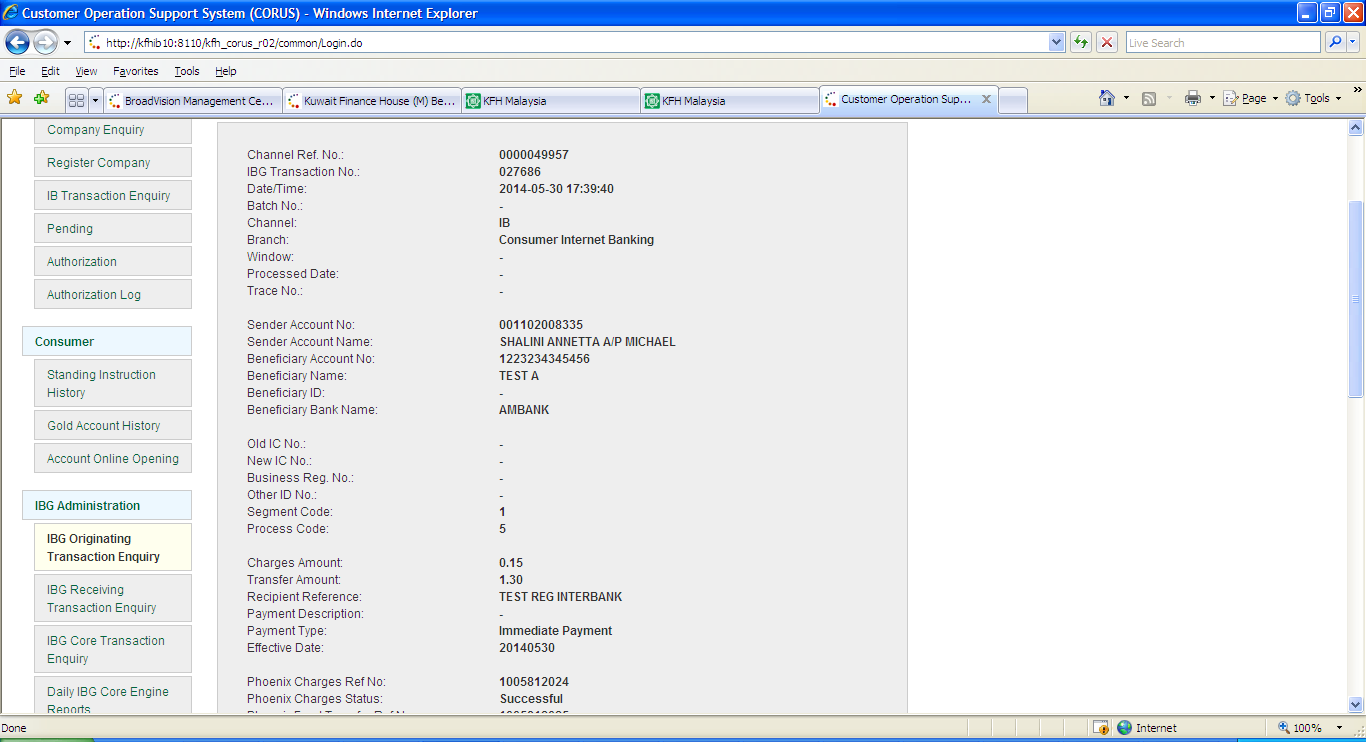 Customer Operation Support System (CORUS) - Windows Internet Explorer
http://kfhib10:8110/kfh_corus_r02/common/Login.do
Live Search
File Edit View Favorites Tools Help
BroadVision Management Ce...
Kuwait Finance House (M) Be...
KFH Malaysia
KFH Malaysia
Customer Operation Sup...
Page
Tools
Company Enquiry
Register Company
IB Transaction Enquiry
Pending
Authorization
Authorization Log
Consumer
Standing Instruction
History
Gold Account History
Account Online Opening
IBG Administration
IBG Originating
Transaction Enquiry
IBG Receiving
Transaction Enquiry
IBG Core Transaction
Enquiry
Daily IBG Core Engine
Reports
Channel Ref. No.: 0000049957
IBG Transaction No.: 027686
Date/Time: 2014-05-30 17:39:40
Batch No.: -
Channel: IB
Branch: Consumer Internet Banking
Window: -
Processed Date: -
Trace No.: -
Sender Account No: 001102008335
Sender Account Name: SHALINI ANNETTA A/P MICHAEL
Beneficiary Account No: 1223234345456
Beneficiary Name: TEST A
Beneficiary ID: -
Beneficiary Bank Name: AMBANK
Old IC No.: -
New IC No.: -
Business Reg. No.: -
Other ID No.: -
Segment Code: 1
Process Code: 5
Charges Amount: 0.15
Transfer Amount: 1.30
Recipient Reference: TEST REG INTERBANK
Payment Description: -
Payment Type: Immediate Payment
Effective Date: 20140530
Phoenix Charges Ref No: 1005812024
Phoenix Charges Status: Successful
Done
Internet
100%